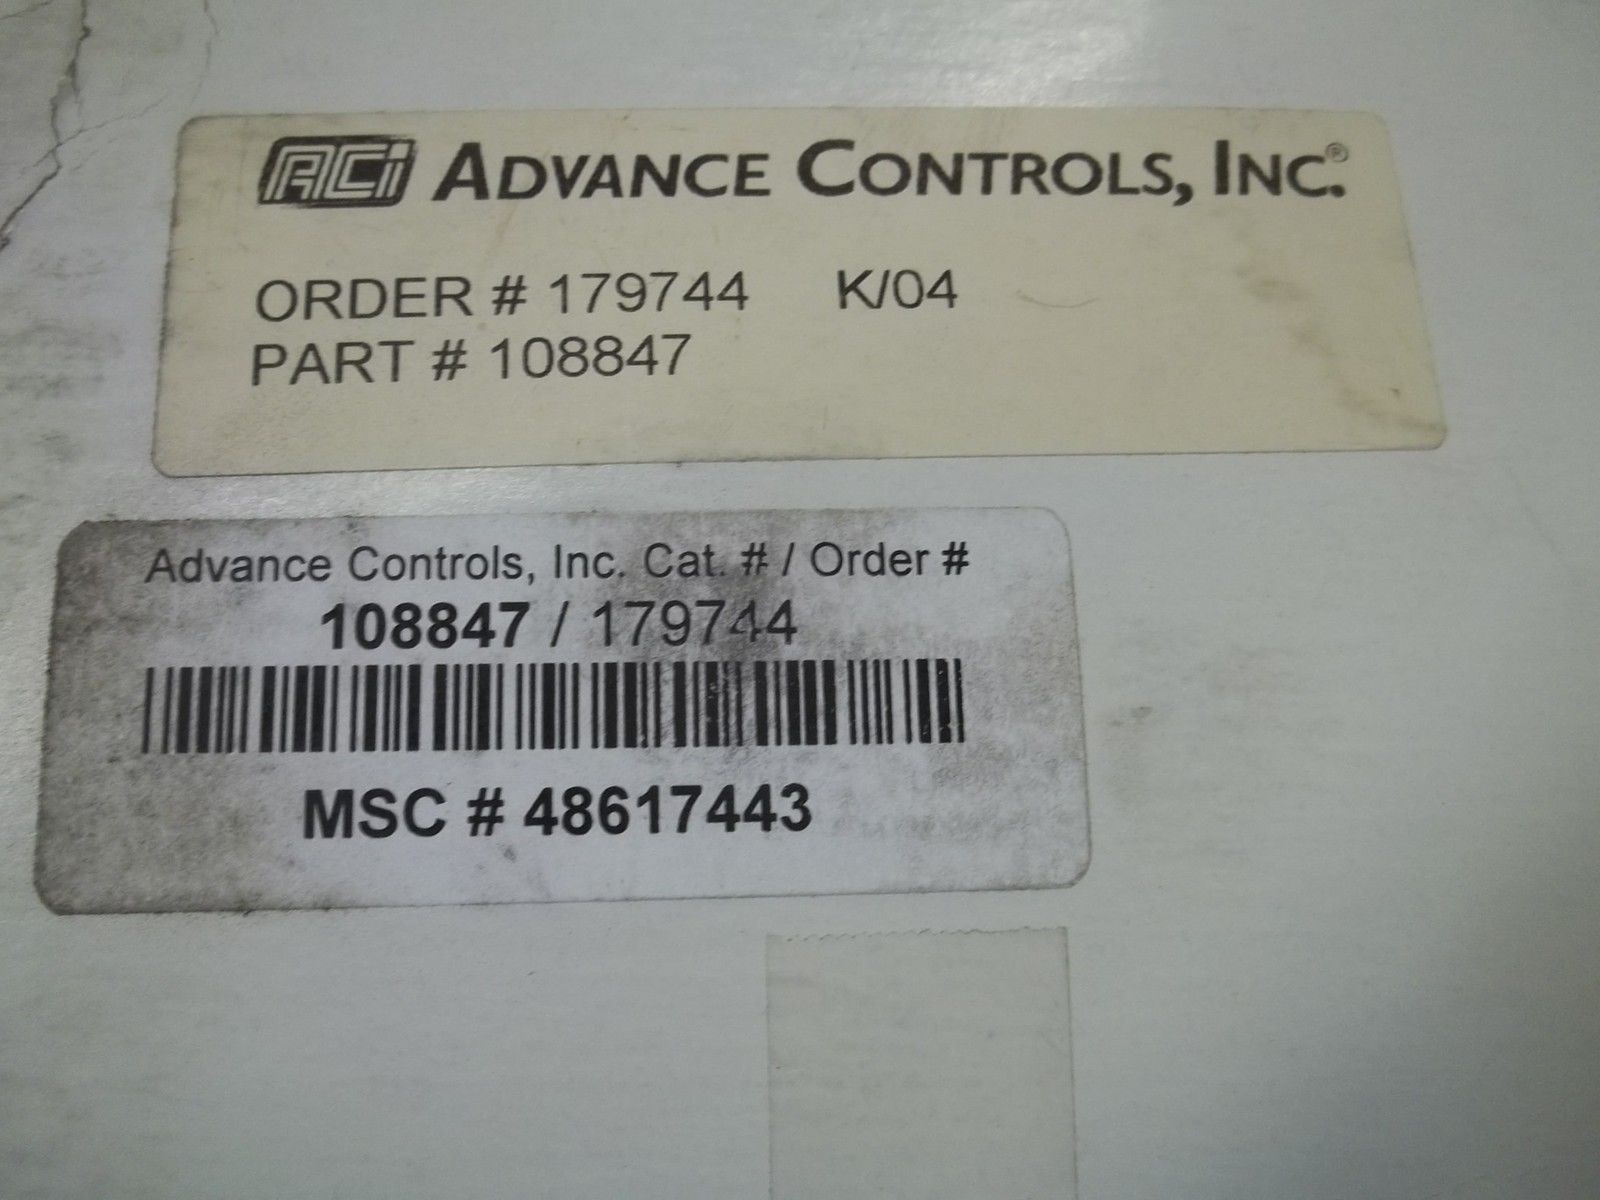 ACi ADVANCE CONTROLS, INC.®
ORDER # 179744 K/04
PART # 108847
Advance Controls, Inc. Cat. # / Order #
108847 / 179744
MSC # 48617443